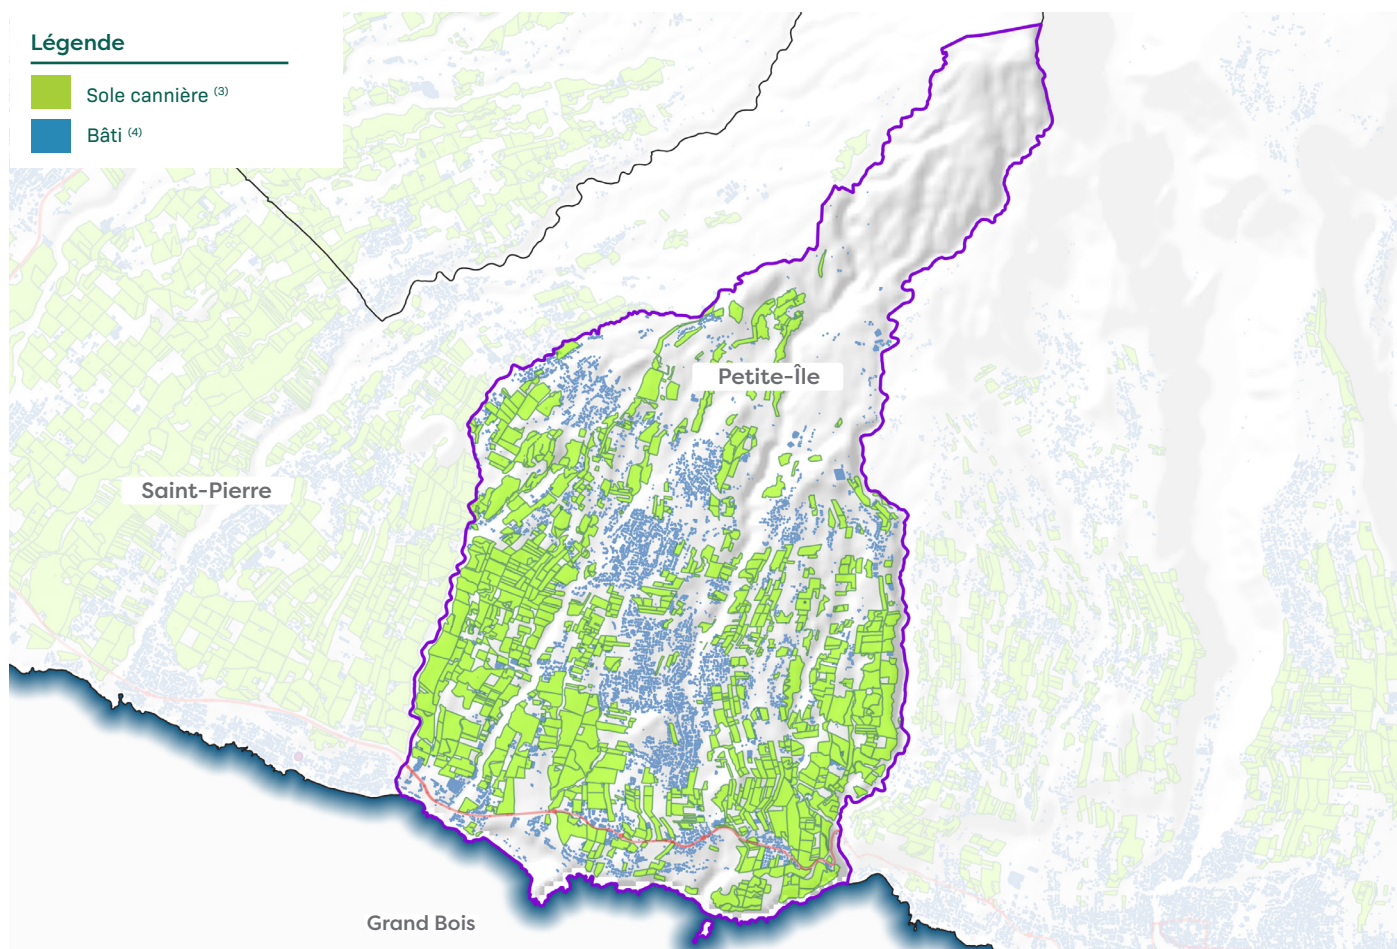 Légende
Sole cannière (3)
Bâti (4)
Petite-Île
Saint-Pierre
Grand Bois